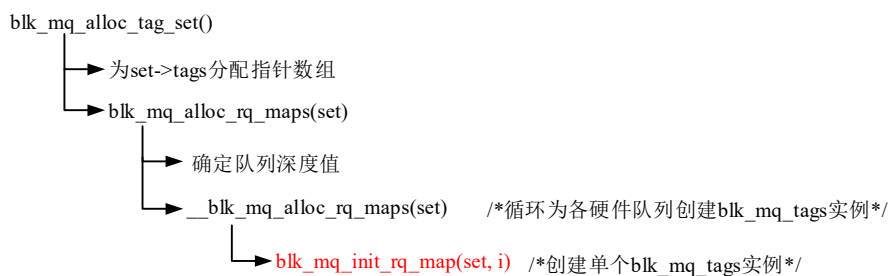 blk_mq_alloc_tag_set()
为set->tags分配指针数组
blk_mq_alloc_rq_maps(set)
确定队列深度值
__blk_mq_alloc_rq_maps(set) /*循环为各硬件队列创建blk_mq_tags实例*/
blk_mq_init_rq_map(set, i) /*创建单个blk_mq_tags实例*/